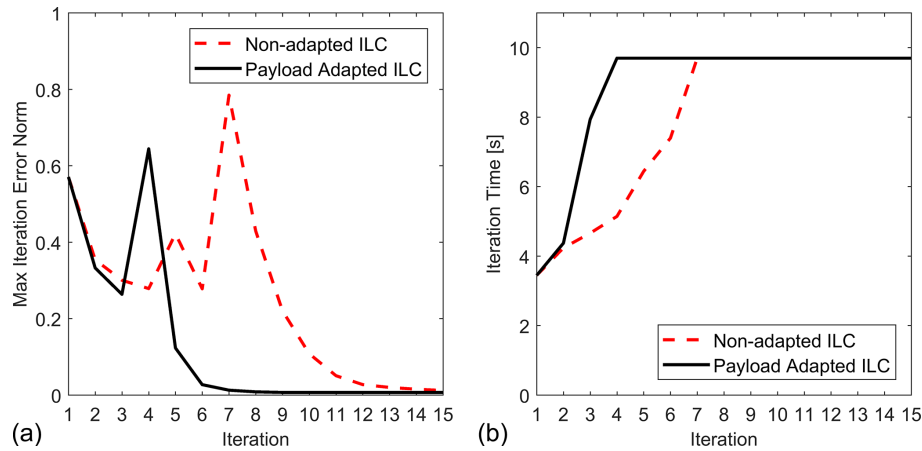 1
0.8
0.6
0.4
0.2
0
Max Iteration Error Norm
Non-adapted ILC
Payload Adapted ILC
1 2 3 4 5 6 7 8 9 10 11 12 13 14 15
Iteration
(a)
10
8
6
4
2
0
Iteration Time [s]
Non-adapted ILC
Payload Adapted ILC
1 2 3 4 5 6 7 8 9 10 11 12 13 14 15
Iteration
(b)